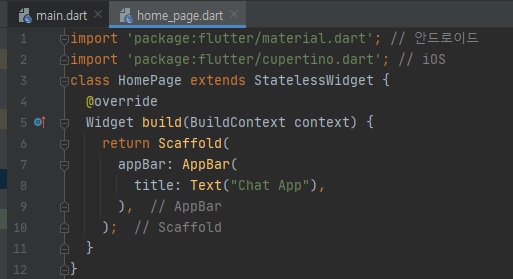 main.dart home_page.dart
1 import 'package:flutter/material.dart'; // 안드로이드
2 import 'package:flutter/cupertino.dart'; // iOS
3 class HomePage extends StatelessWidget {
4 @override
5 Widget build(BuildContext context) {
6 return Scaffold(
7 appBar: AppBar(
8 title: Text("Chat App"),
9 ), // AppBar
10 ); // Scaffold
11 }
12 }